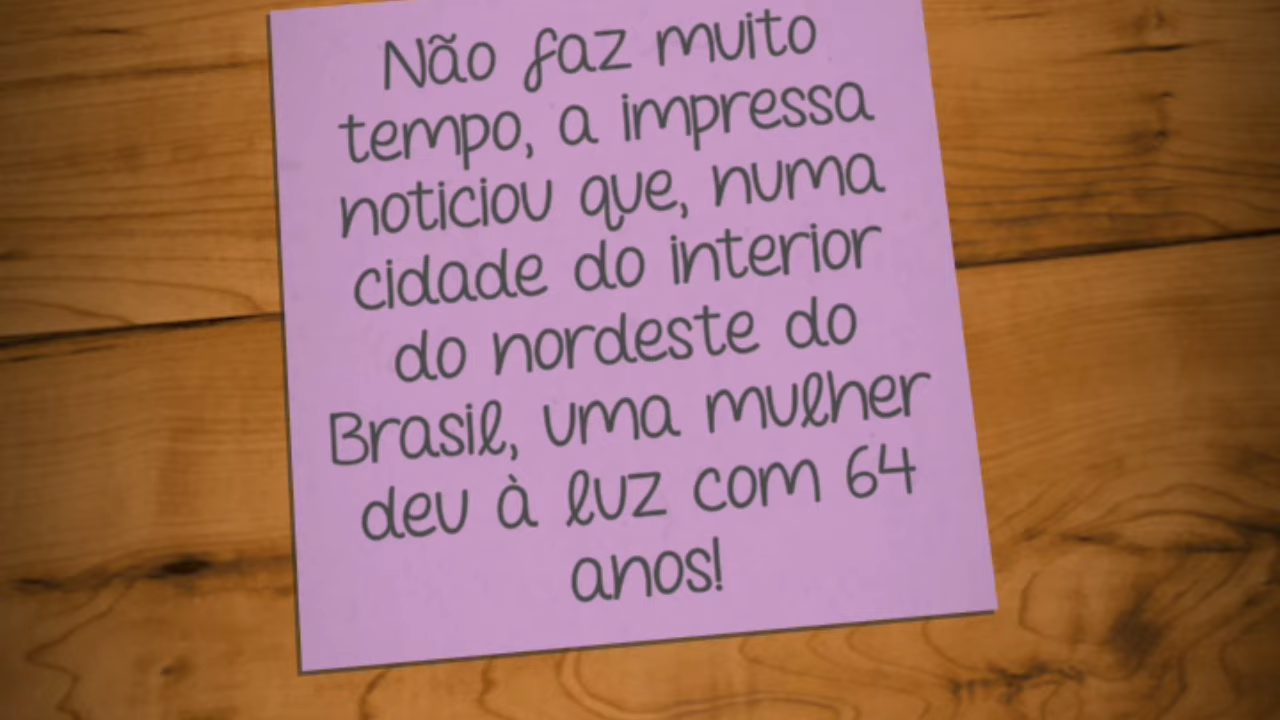 Não faz muito
tempo, a impressa
noticiou que, numa
cidade do interior
do nordeste do
Brasil, uma mulher
deu à luz com 64
anos!